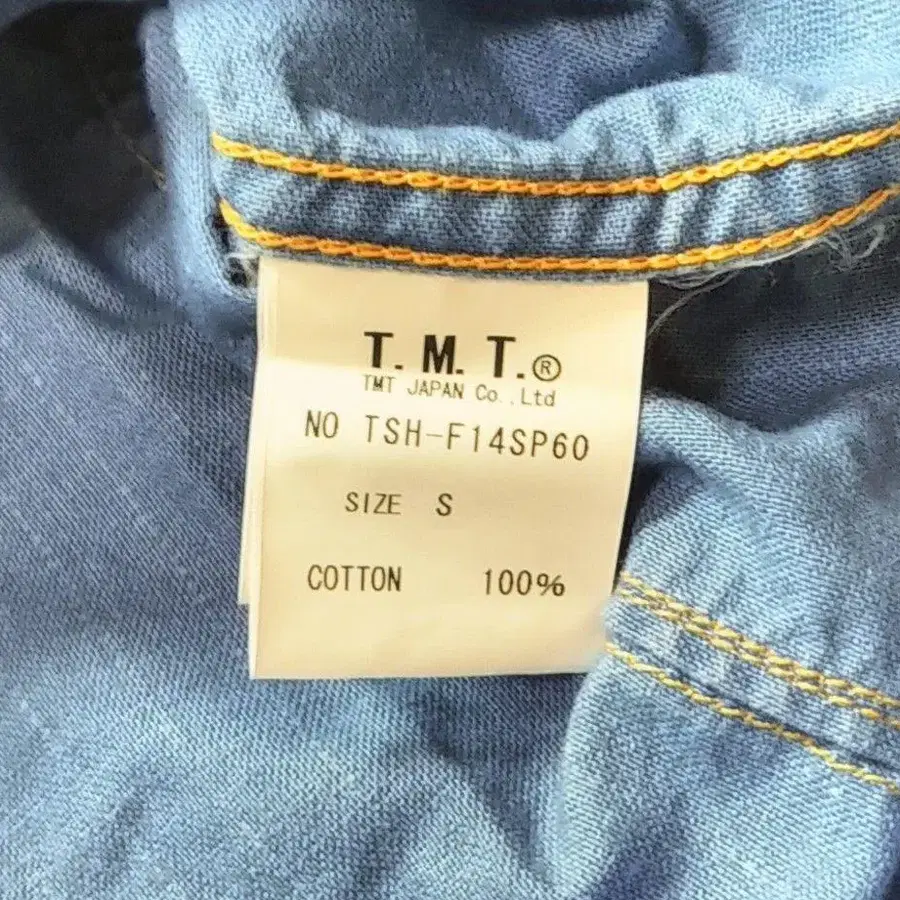 T.M.T.®
TMT JAPAN Co.,Ltd
NO TSH-F14SP60
SIZE S
COTTON 100%